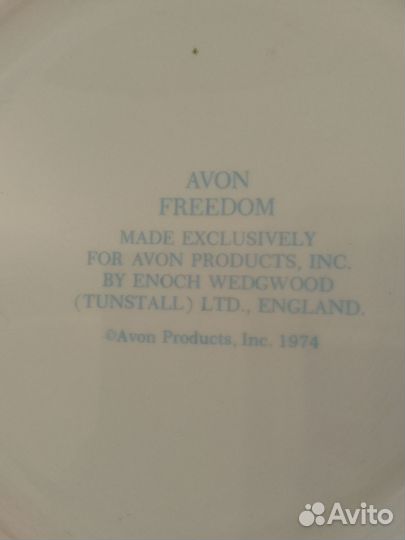 AVON
FREEDOM
MADE EXCLUSIVELY
FOR AVON PRODUCTS, INC.
BY ENOCH WEDGWOOD
(TUNSTALL) LTD., ENGLAND.
©Avon Products, Inc. 1974
Avito